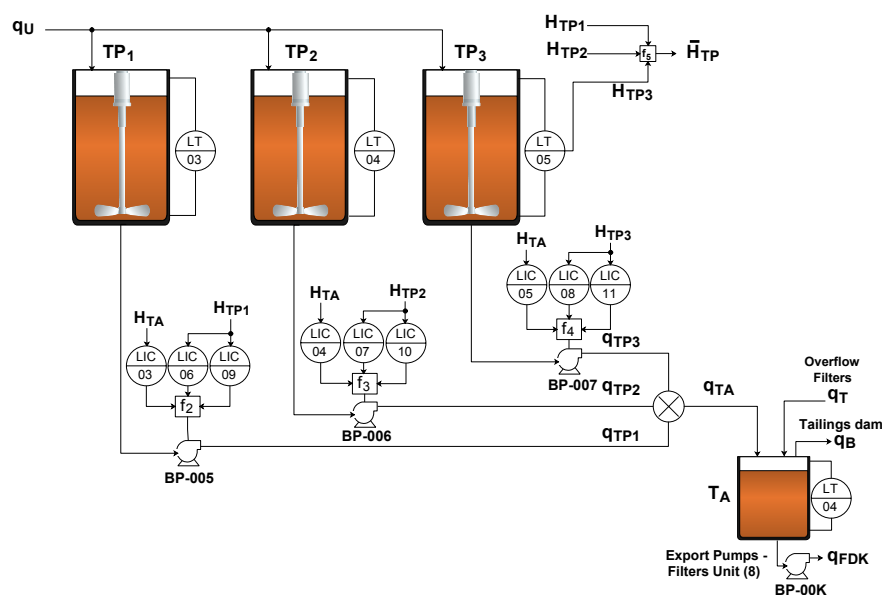 qU
TP1
TP2
TP3
HTP1
HTP2
HTP3
f5
H̄TP
LT
03
LT
04
LT
05
HTA
HTP3
LIC
05
LIC
08
LIC
11
f4
qTP3
BP-007
HTA
HTP2
LIC
04
LIC
07
LIC
10
f3
qTP2
BP-006
HTA
HTP1
LIC
03
LIC
06
LIC
09
f2
qTP1
BP-005
qTA
Overflow
Filters
qT
Tailings dam
qB
TA
LT
04
Export Pumps -
Filters Unit (8)
qFDK
BP-00K